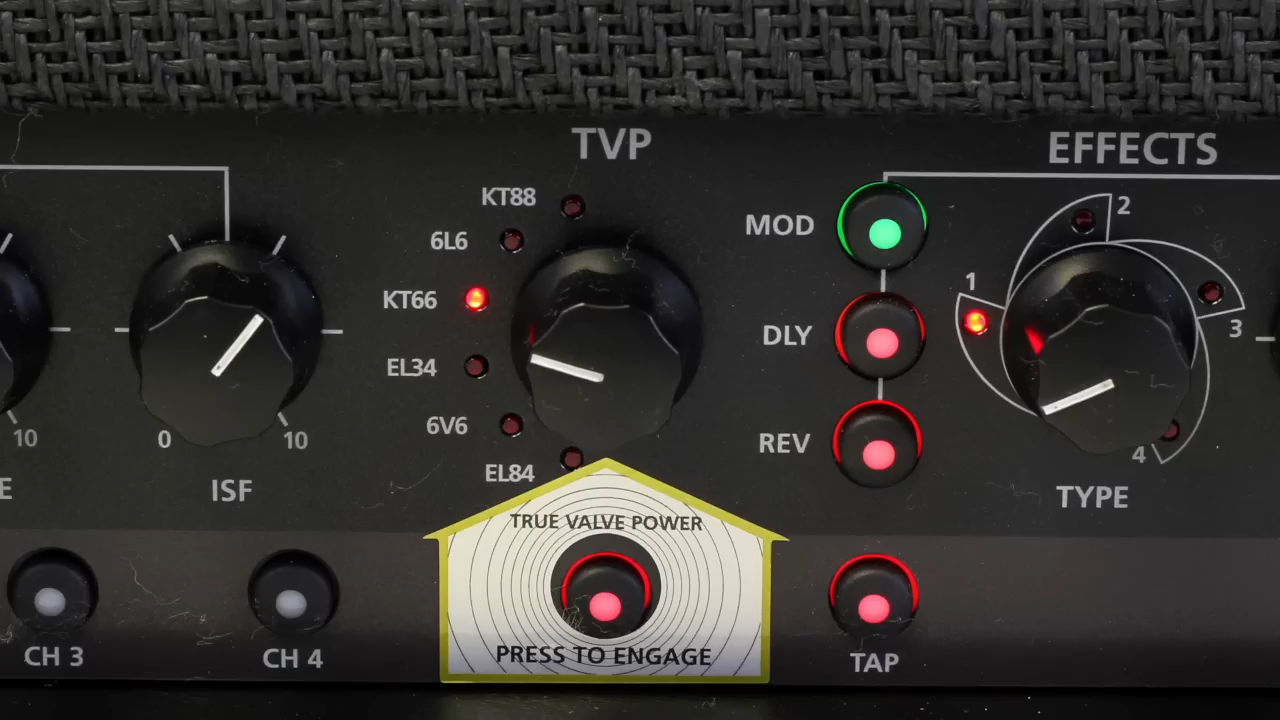 TVP
EFFECTS
KT88
6L6
KT66
EL34
6V6
EL84
MOD
DLY
REV
1
2
3
4
TYPE
10
E
0
10
ISF
TRUE VALVE POWER
PRESS TO ENGAGE
CH 3
CH 4
TAP